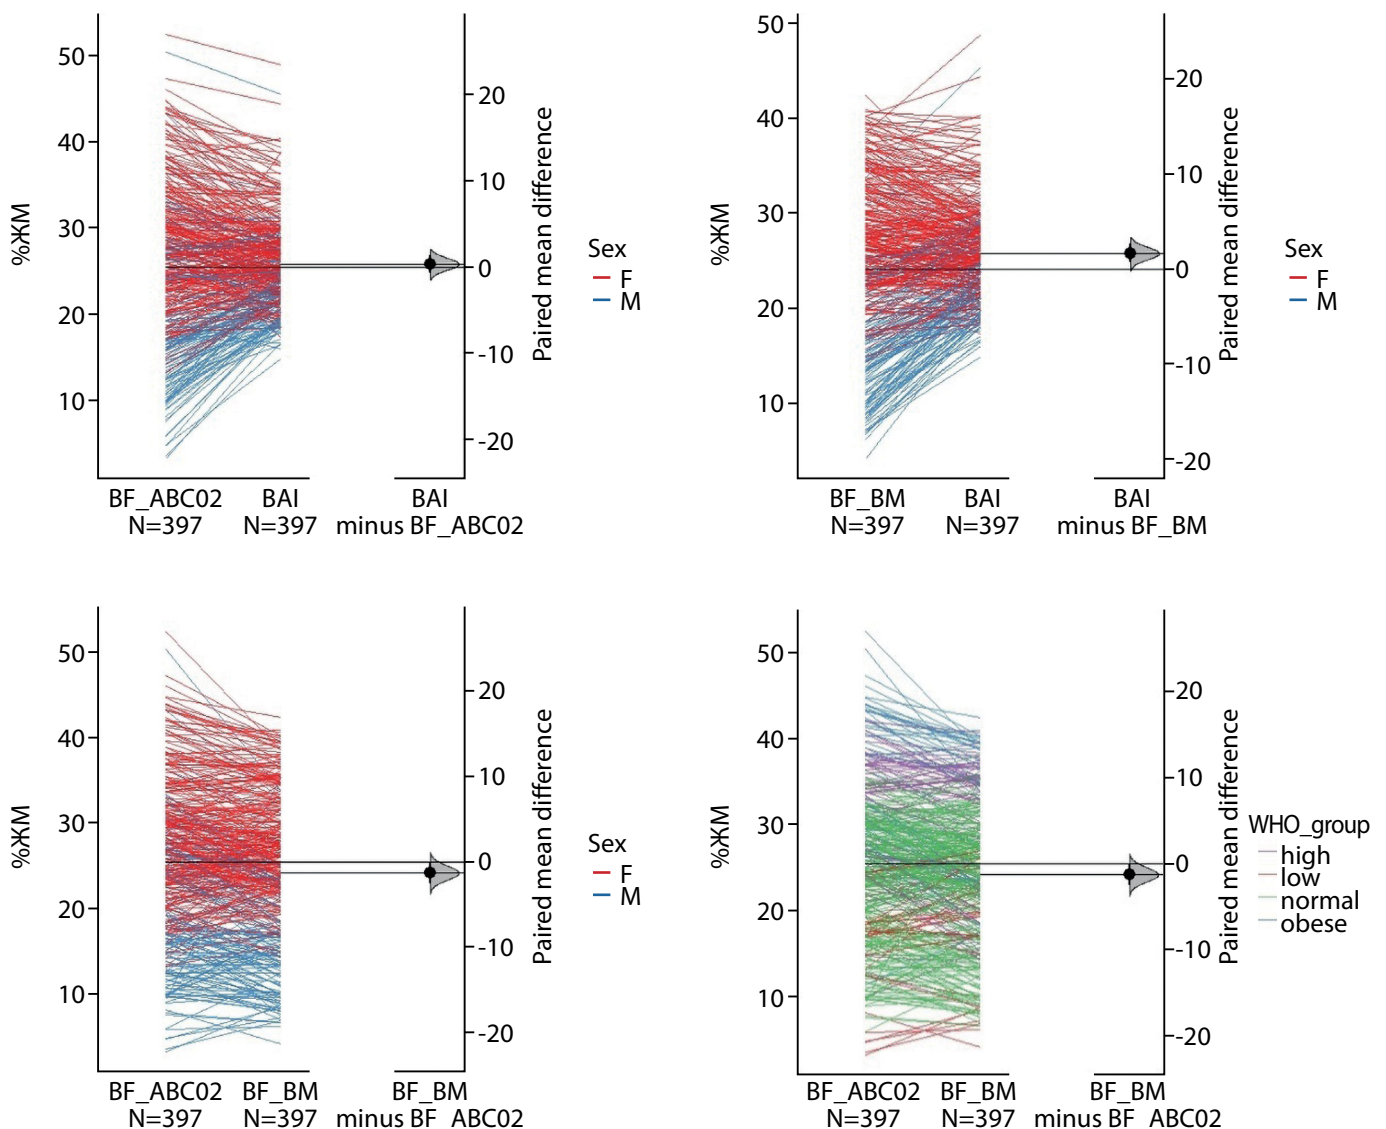 50
40
30
20
10
%ЖМ
20
10
0
-10
-20
Paired mean difference
Sex
F
M
BF_ABC02 BAI BAI
N=397 N=397 minus BF_ABC02
50
40
30
20
10
%ЖМ
20
10
0
-10
-20
Paired mean difference
Sex
F
M
BF_BM BAI BAI
N=397 N=397 minus BF_BM
50
40
30
20
10
%ЖМ
20
10
0
-10
-20
Paired mean difference
Sex
F
M
BF_ABC02 BF_BM BF_BM
N=397 N=397 minus BF_ABC02
50
40
30
20
10
%ЖМ
20
10
0
-10
-20
Paired mean difference
WHO_group
high
low
normal
obese
BF_ABC02 BF_BM BF_BM
N=397 N=397 minus BF_ABC02